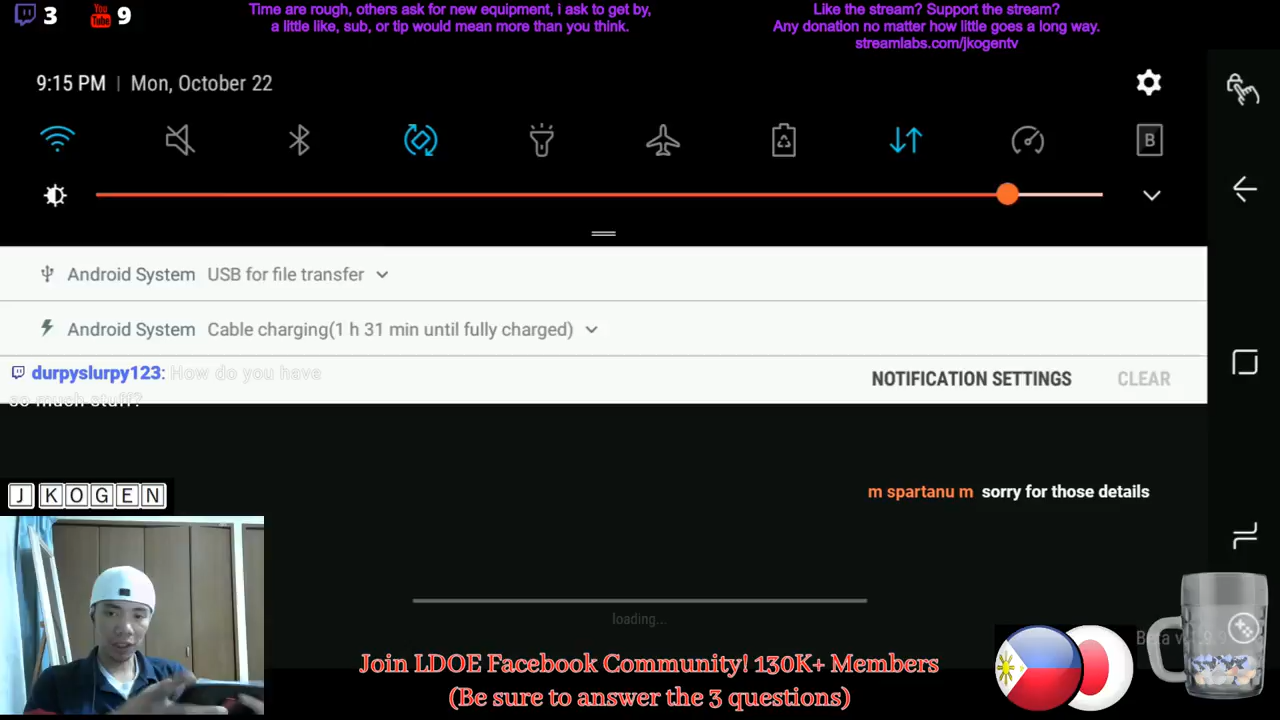 3
You Tube 9
Time are rough, others ask for new equipment, i ask to get by,
a little like, sub, or tip would mean more than you think.
Like the stream? Support the stream?
Any donation no matter how little goes a long way.
streamlabs.com/jkogentv
9:15 PM | Mon, October 22
B
Android System USB for file transfer
Android System Cable charging(1 h 31 min until fully charged)
durpyslurpy123: How do you have
so much stuff?
NOTIFICATION SETTINGS CLEAR
J KOGEN
m spartanu m sorry for those details
loading...
Beta
Join LDOE Facebook Community! 130K+ Members
(Be sure to answer the 3 questions)